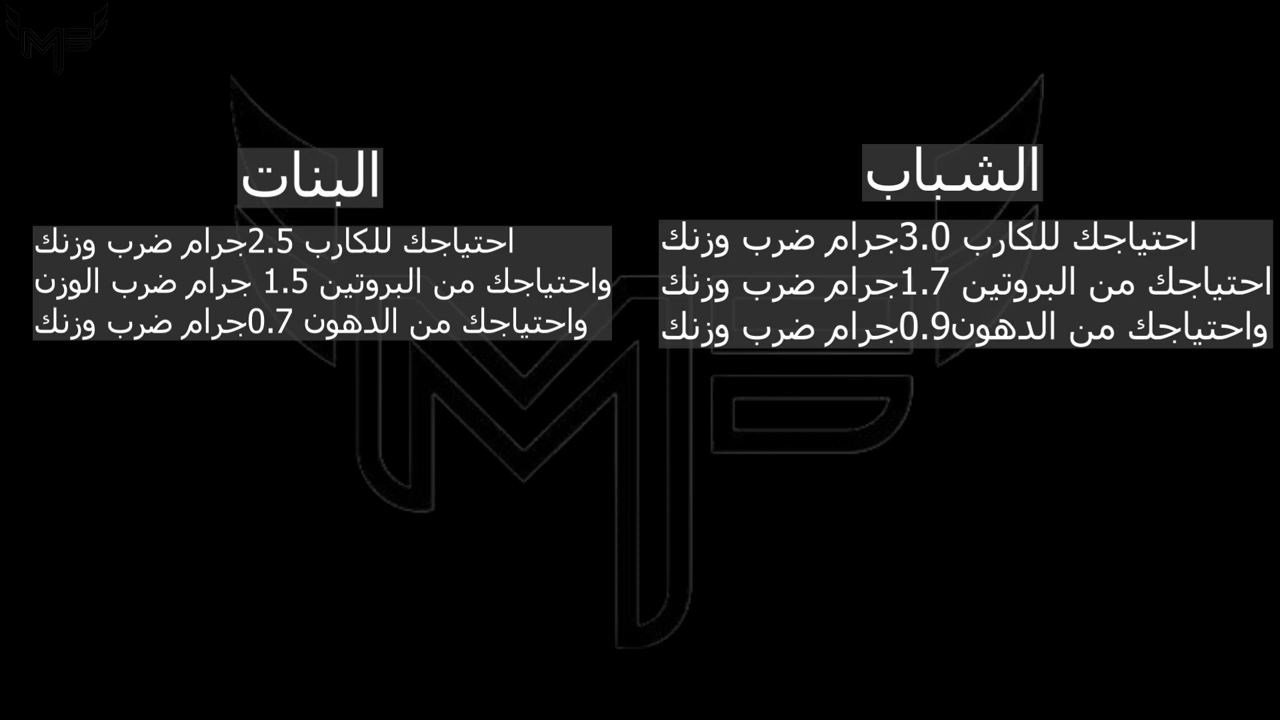 الشباب
احتياجك للكارب 3.0جرام ضرب وزنك
احتياجك من البروتين 1.7جرام ضرب وزنك
واحتياجك من الدهون0.9جرام ضرب وزنك
البنات
احتياجك للكارب 2.5جرام ضرب وزنك
واحتياجك من البروتين 1.5 جرام ضرب الوزن
واحتياجك من الدهون 0.7جرام ضرب وزنك